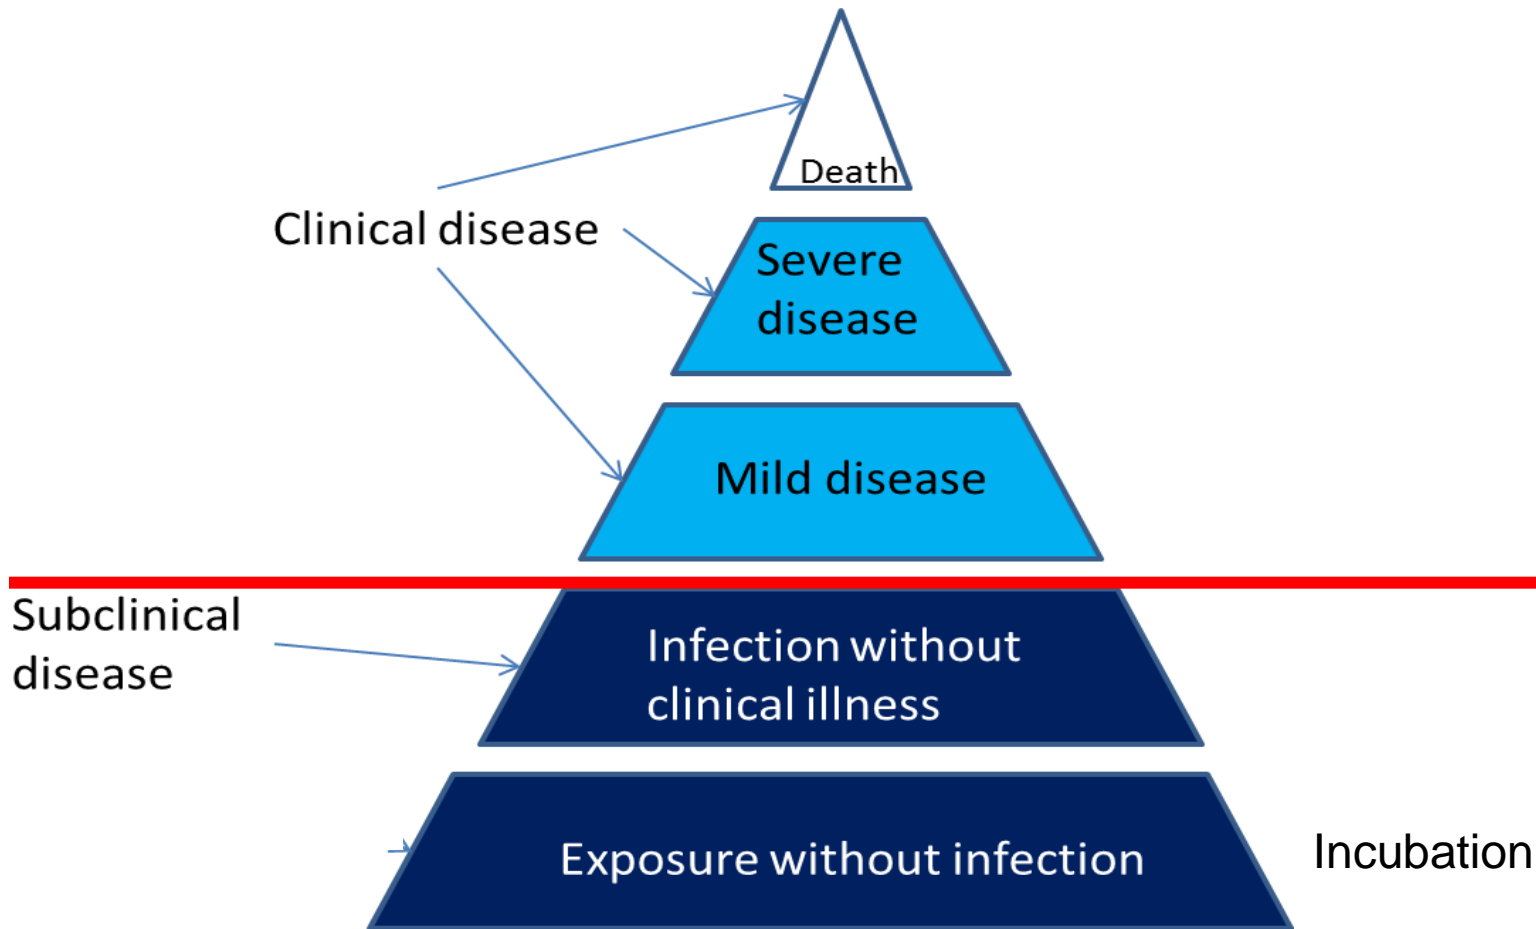 Death
Clinical disease
Severe
disease
Mild disease
Subclinical
disease
Infection without
clinical illness
Exposure without infection
Incubation